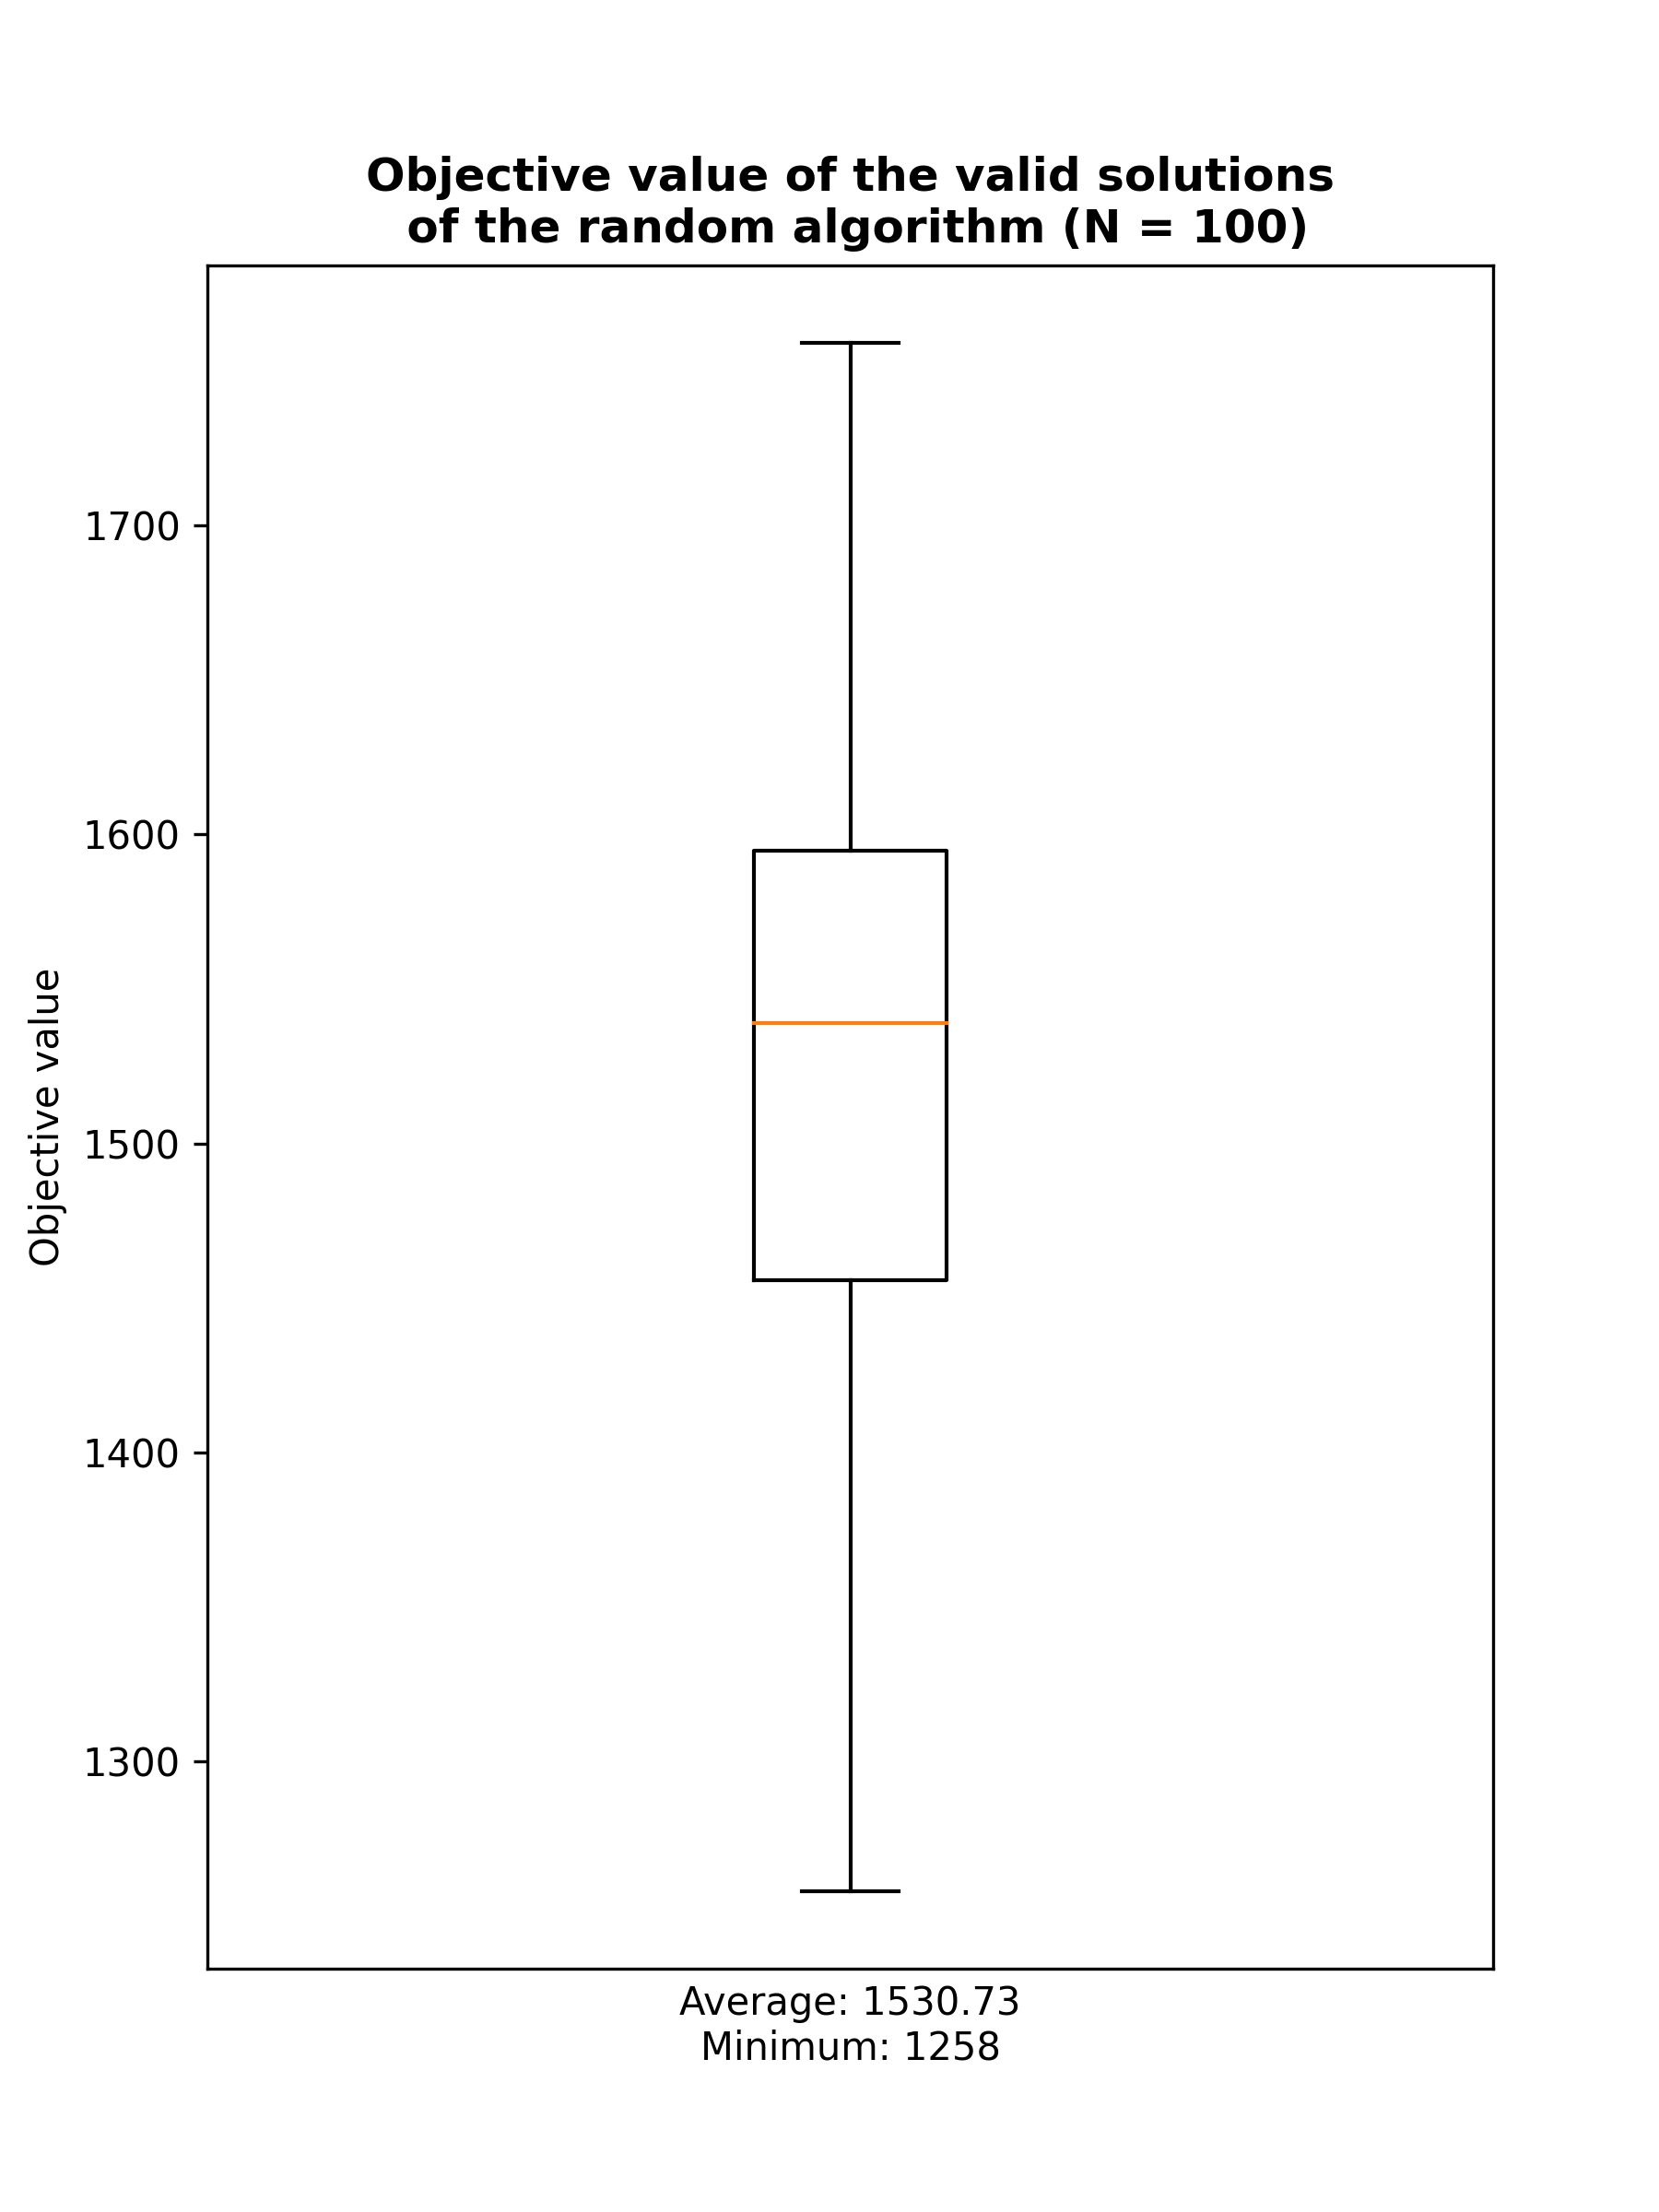 Objective value of the valid solutions
of the random algorithm (N = 100)
1700
1600
1500
1400
1300
Objective value
Average: 1530.73
Minimum: 1258